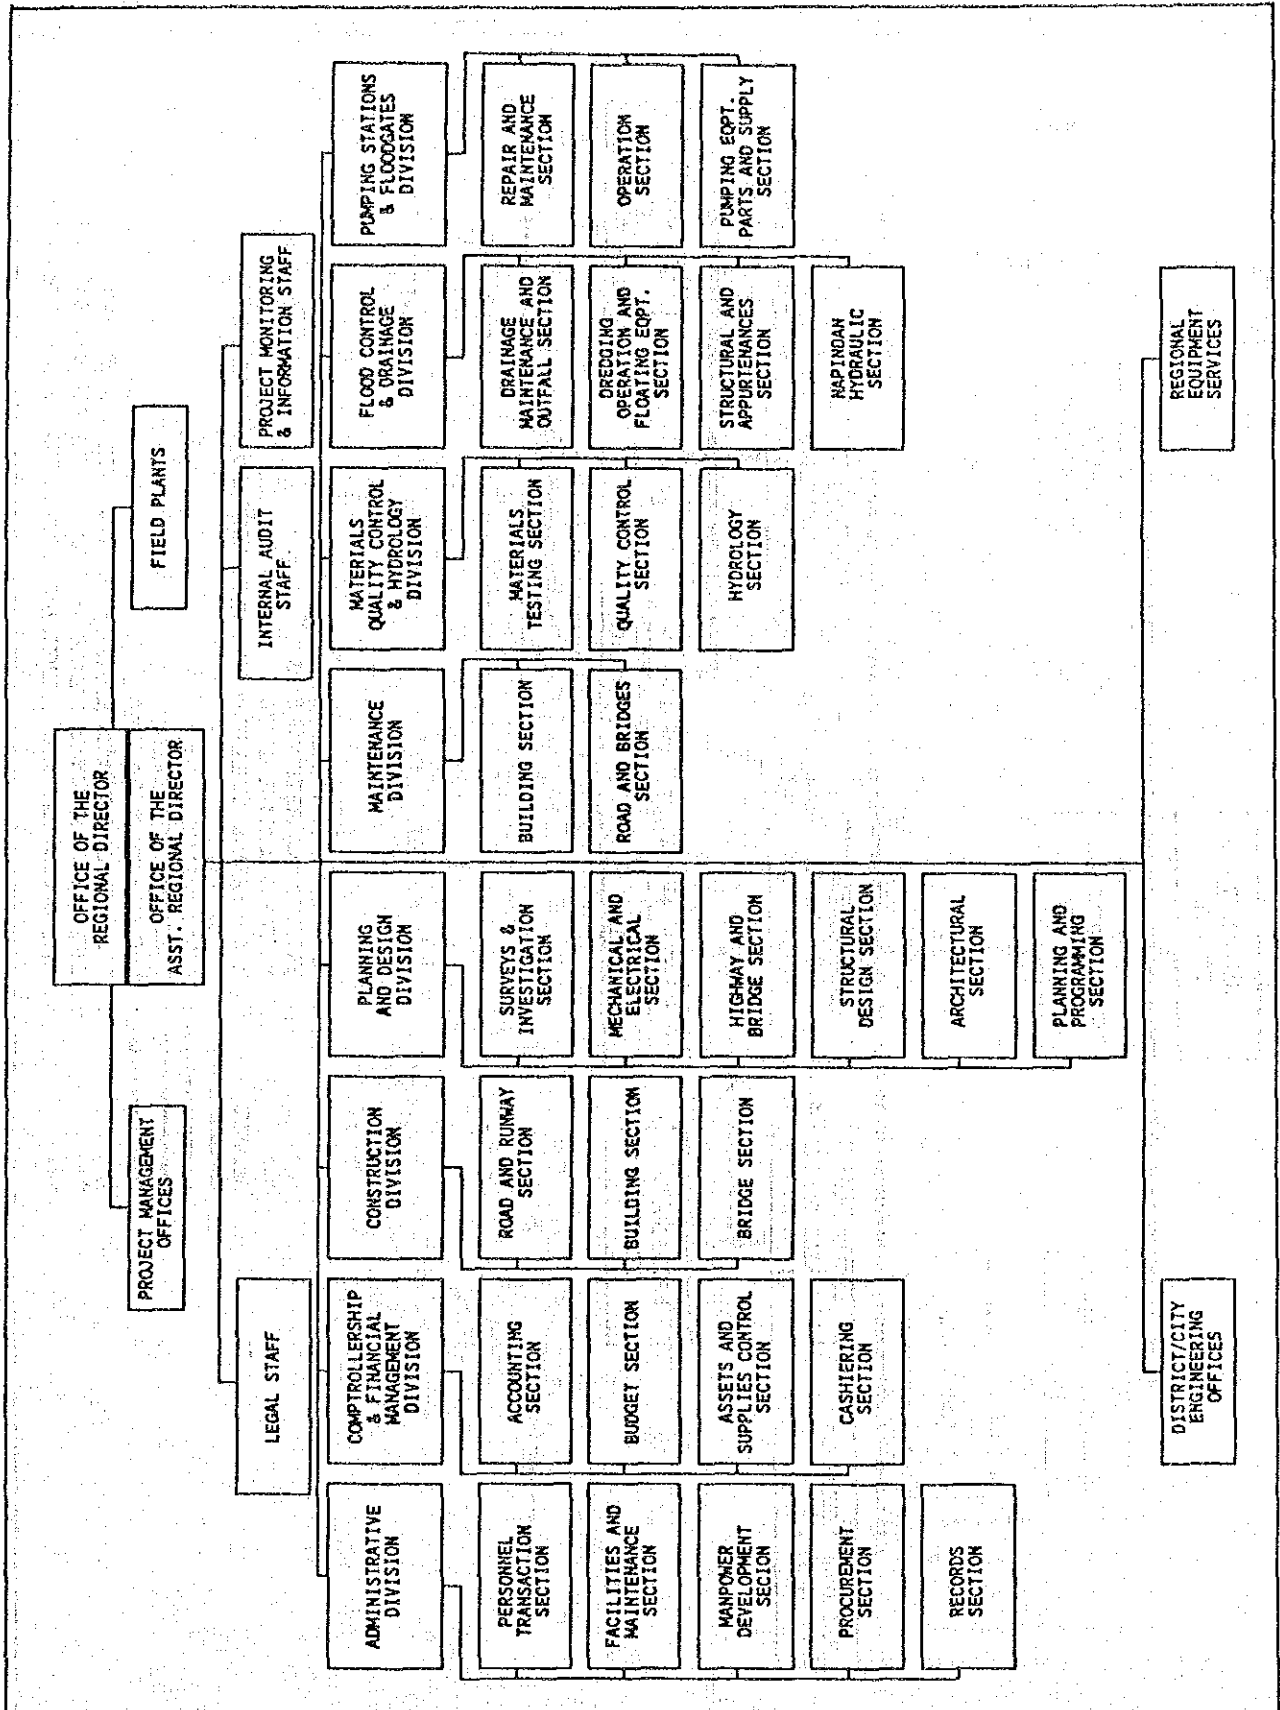 OFFICE OF THE
REGIONAL DIRECTOR
OFFICE OF THE
ASST. REGIONAL DIRECTOR
PROJECT MANAGEMENT
OFFICES
FIELD PLANTS
LEGAL STAFF
INTERNAL AUDIT
STAFF
PROJECT MONITORING
& INFORMATION STAFF
ADMINISTRATIVE
DIVISION
PERSONNEL
TRANSACTION
SECTION
FACILITIES AND
MAINTENANCE
SECTION
MANPOWER
DEVELOPMENT
SECION
PROCUREMENT
SECTION
RECORDS
SECTION
COMPTROLLERSHIP
& FINANCIAL
MANAGEMENT
DIVISION
ACCOUNTING
SECTION
BUDGET SECTION
ASSETS AND
SUPPLIES CONTROL
SECTION
CASHIERING
SECTION
CONSTRUCTION
DIVISION
ROAD AND RUNWAY
SECTION
BUILDING SECTION
BRIDGE SECTION
PLANNING
AND DESIGN
DIVISION
SURVEYS &
INVESTIGATION
SECTION
MECHANICAL AND
ELECTRICAL
SECTION
HIGHWAY AND
BRIDGE SECTION
STRUCTURAL
DESIGN SECTION
ARCHITECTURAL
SECTION
PLANNING AND
PROGRAMMING
SECTION
MAINTENANCE
DIVISION
BUILDING SECTION
ROAD AND BRIDGES
SECTION
MATERIALS
QUALITY CONTROL
& HYDROLOGY
DIVISION
MATERIALS
TESTING SECTION
QUALITY CONTROL
SECTION
HYDROLOGY
SECTION
FLOOD CONTROL
& DRAINAGE
DIVISION
DRAINAGE
MAINTENANCE AND
OUTFALL SECTION
DREDGING
OPERATION AND
FLOATING EQPT.
SECTION
STRUCTURAL AND
APPURTENANCES
SECTION
NAPINDAN
HYDRAULIC
SECTION
PUMPING STATIONS
& FLOODGATES
DIVISION
REPAIR AND
MAINTENANCE
SECTION
OPERATION
SECTION
PUMPING EQPT.
PARTS AND SUPPLY
SECTION
DISTRICT/CITY
ENGINEERING
OFFICES
REGIONAL
EQUIPMENT
SERVICES